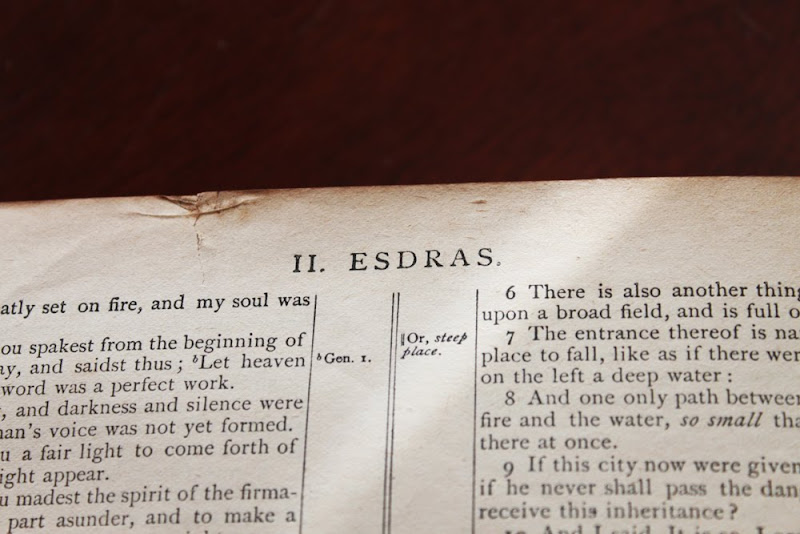 II. ESDRAS.
atly set on fire, and my soul was
ou spakest from the beginning of
ay, and saidst thus; ᵇLet heaven
word was a perfect work.
, and darkness and silence were
nan's voice was not yet formed.
u a fair light to come forth of
ight appear.
u madest the spirit of the firma-
part asunder, and to make a
ᵇGen. 1.
‖Or, steep
place.
6 There is also another thing
upon a broad field, and is full o
7 The entrance thereof is na
place to fall, like as if there wer
on the left a deep water:
8 And one only path between
fire and the water, so small tha
there at once.
9 If this city now were given
if he never shall pass the dan
receive this inheritance?
And I said, It is so, L